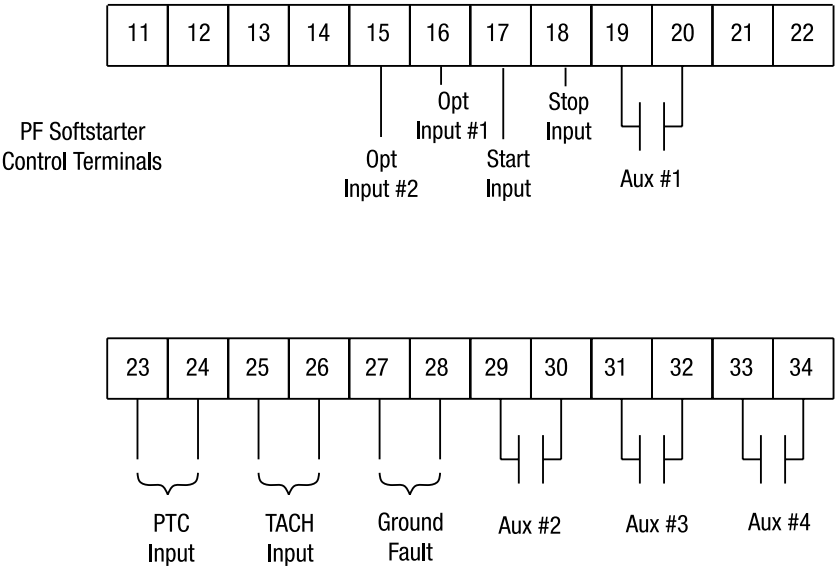 11 12 13 14 15 16 17 18 19 20 21 22
PF Softstarter
Control Terminals
Opt
Input #2
Opt
Input #1
Start
Input
Stop
Input
Aux #1
23 24 25 26 27 28 29 30 31 32 33 34
PTC
Input
TACH
Input
Ground
Fault
Aux #2
Aux #3
Aux #4